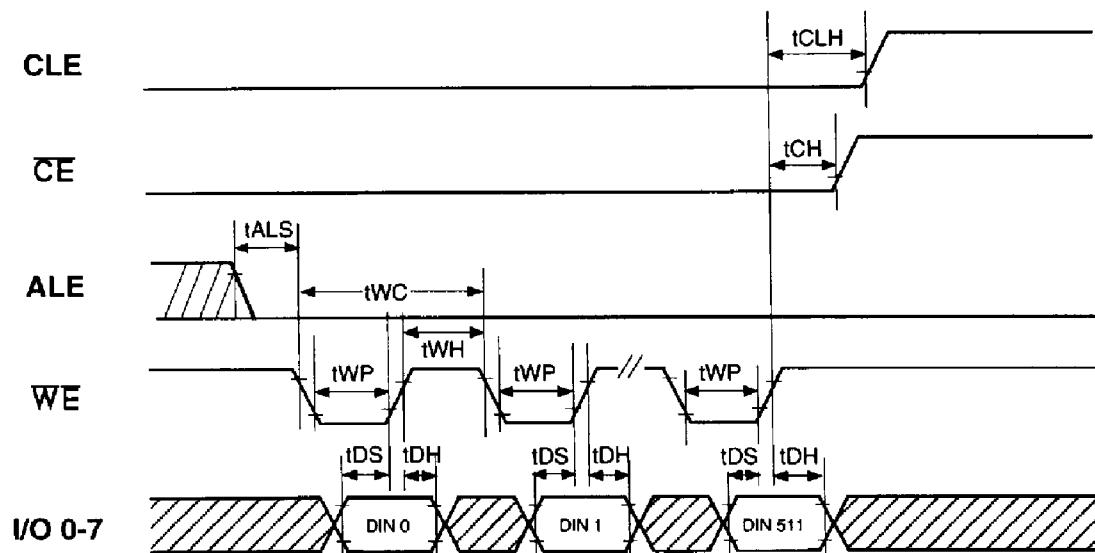 tCLH
CLE
CE
tCH
tALS
ALE
tWC
tWH
WE
tWP
tWP
tWP
tDS
tDH
tDS
tDH
tDS
tDH
I/O 0-7
DIN 0
DIN 1
DIN 511